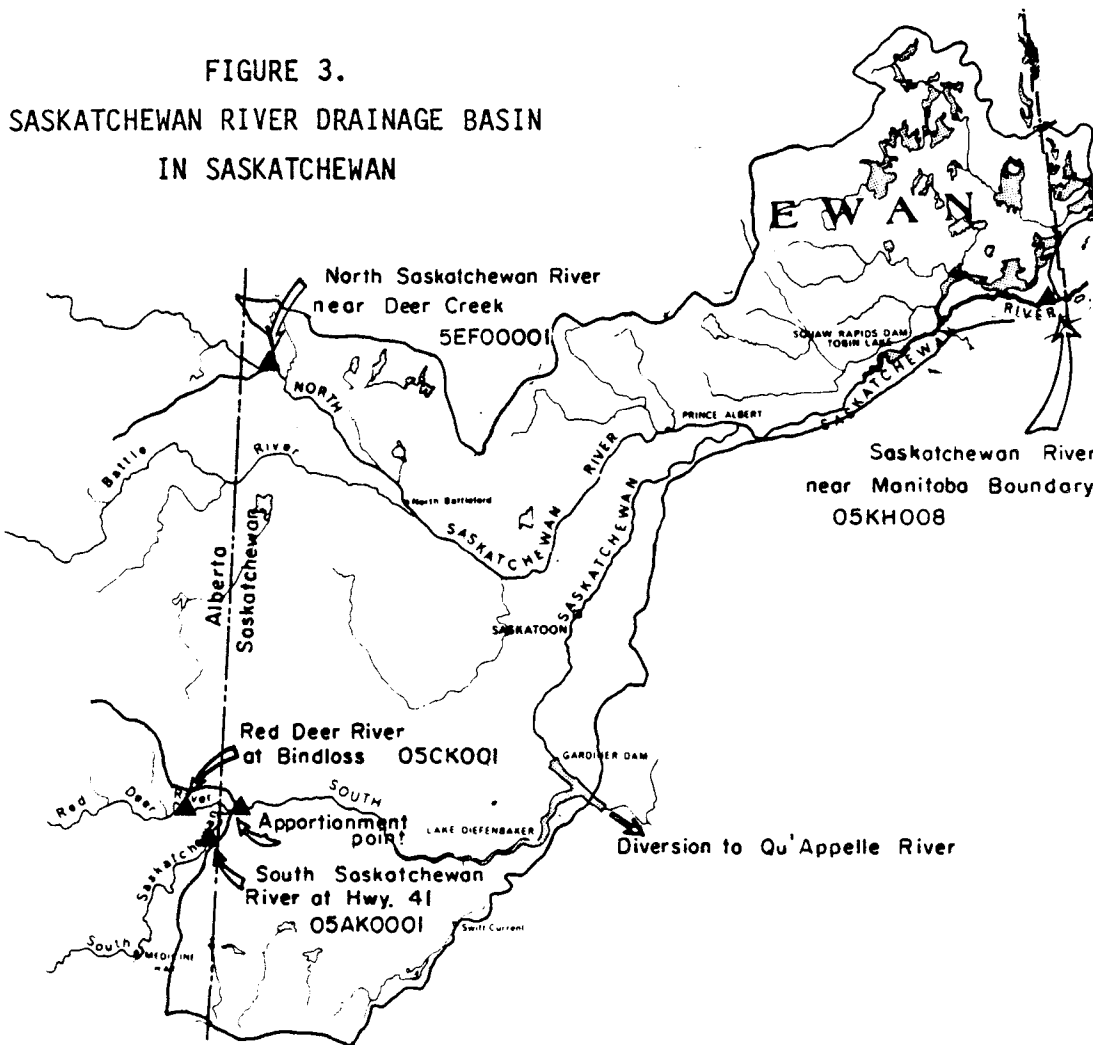 FIGURE 3.
SASKATCHEWAN RIVER DRAINAGE BASIN
IN SASKATCHEWAN
EWAN
North Saskatchewan River
near Deer Creek
5EF00001
NORTH
SASKATCHEWAN
RIVER
Battle
River
North Battleford
PRINCE ALBERT
SQUAW RAPIDS DAM
TOBIN LAKE
SASKATCHEWAN
RIVER
Saskatchewan River
near Manitoba Boundary
05KH008
Alberta
Saskatchewan
SASKATCHEWAN
SASKATOON
Red Deer River
at Bindloss 05CK001
Red Deer River
SOUTH
GARDINER DAM
LAKE DIEFENBAKER
Apportionment
point
Diversion to Qu'Appelle River
South Saskatchewan
River at Hwy. 41
05AK0001
Swift Current
South
MEDICINE